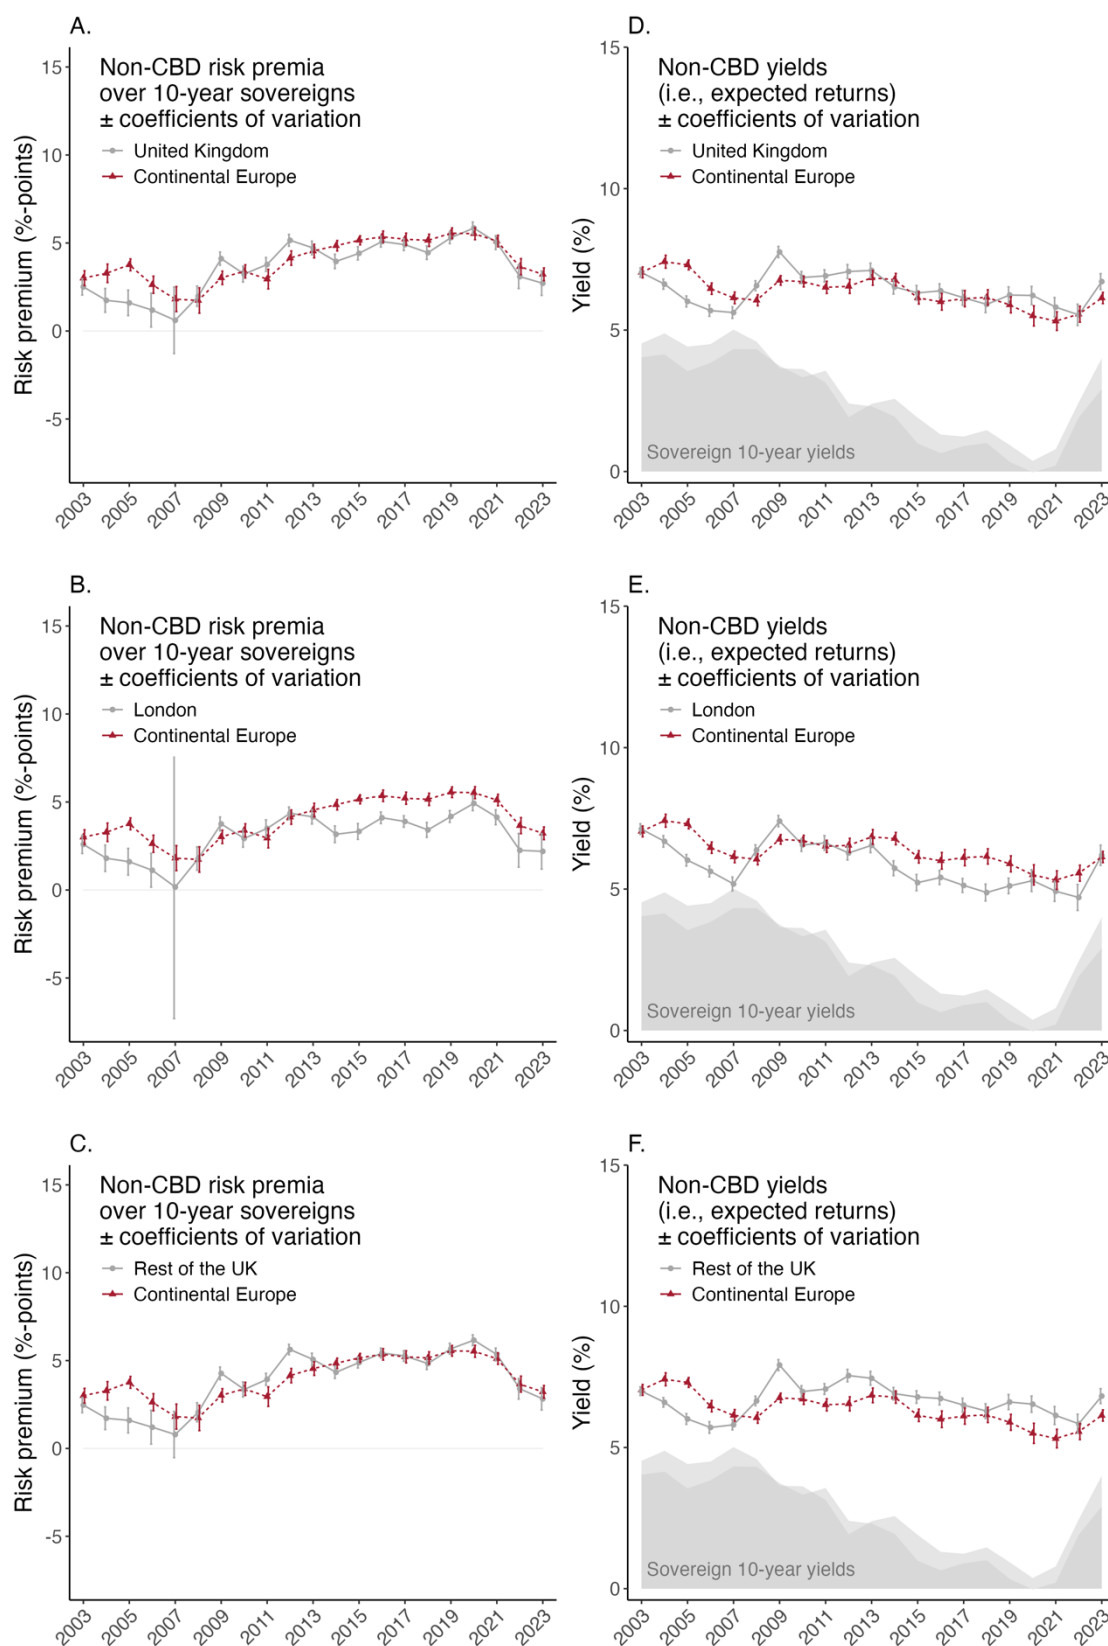 A.
Non-CBD risk premia
over 10-year sovereigns
± coefficients of variation
United Kingdom
Continental Europe
Risk premium (%-points)
15
10
5
0
-5
2003 2005 2007 2009 2011 2013 2015 2017 2019 2021 2023
D.
Non-CBD yields
(i.e., expected returns)
± coefficients of variation
United Kingdom
Continental Europe
Yield (%)
15
10
5
0
Sovereign 10-year yields
2003 2005 2007 2009 2011 2013 2015 2017 2019 2021 2023
B.
Non-CBD risk premia
over 10-year sovereigns
± coefficients of variation
London
Continental Europe
Risk premium (%-points)
15
10
5
0
-5
2003 2005 2007 2009 2011 2013 2015 2017 2019 2021 2023
E.
Non-CBD yields
(i.e., expected returns)
± coefficients of variation
London
Continental Europe
Yield (%)
15
10
5
0
Sovereign 10-year yields
2003 2005 2007 2009 2011 2013 2015 2017 2019 2021 2023
C.
Non-CBD risk premia
over 10-year sovereigns
± coefficients of variation
Rest of the UK
Continental Europe
Risk premium (%-points)
15
10
5
0
-5
2003 2005 2007 2009 2011 2013 2015 2017 2019 2021 2023
F.
Non-CBD yields
(i.e., expected returns)
± coefficients of variation
Rest of the UK
Continental Europe
Yield (%)
15
10
5
0
Sovereign 10-year yields
2003 2005 2007 2009 2011 2013 2015 2017 2019 2021 2023